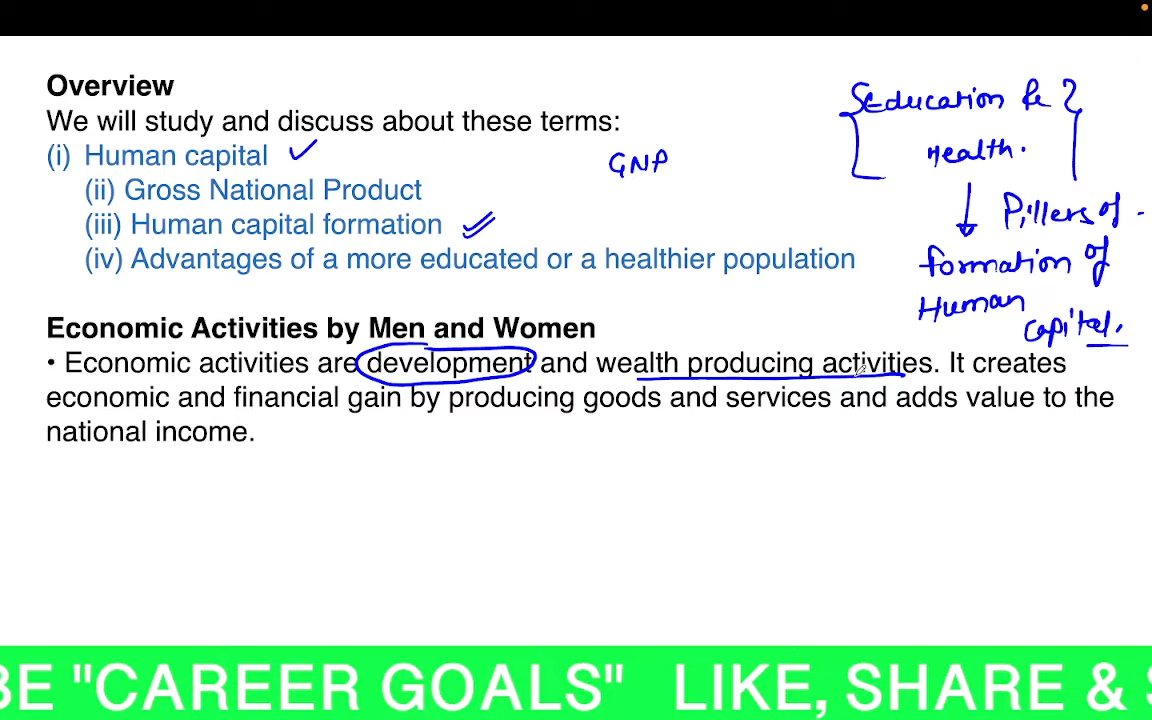 Overview
We will study and discuss about these terms:
(i) Human capital
(ii) Gross National Product
(iii) Human capital formation
(iv) Advantages of a more educated or a healthier population
GNP
Education &
Health.
Pillers of
formation of
Human
Capital.
Economic Activities by Men and Women
• Economic activities are development and wealth producing activities. It creates
economic and financial gain by producing goods and services and adds value to the
national income.
BE "CAREER GOALS" LIKE, SHARE & S